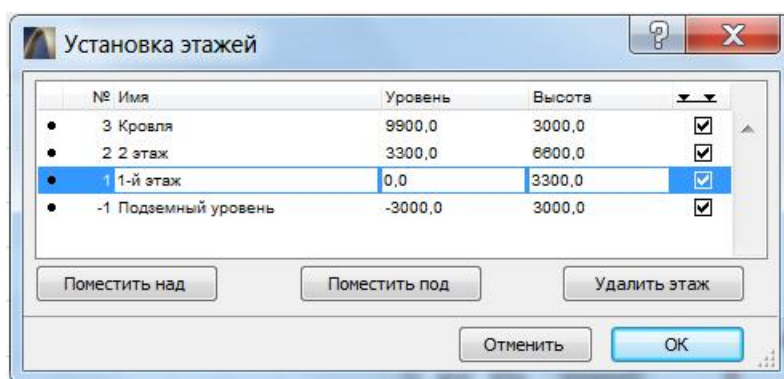 Установка этажей
№ Имя Уровень Высота
3 Кровля 9900,0 3000,0
2 2 этаж 3300,0 6600,0
1 1-й этаж 0,0 3300,0
-1 Подземный уровень -3000,0 3000,0
Поместить над Поместить под Удалить этаж
Отменить OK